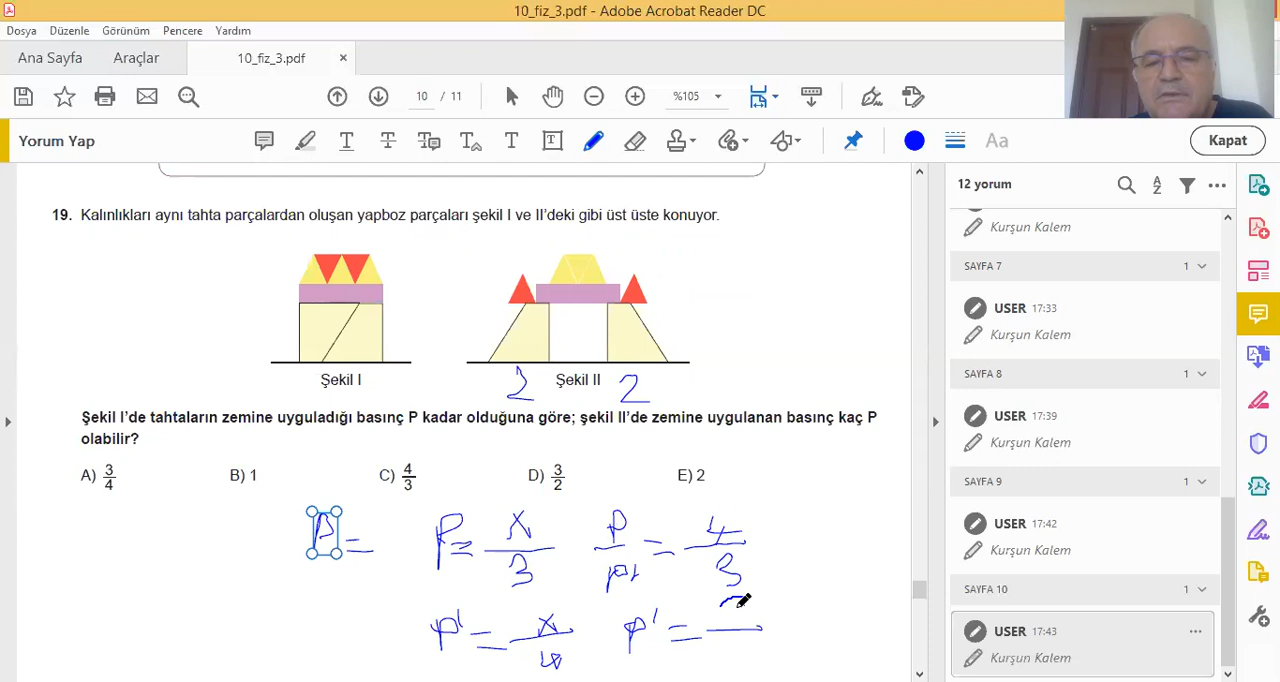 10_fiz_3.pdf - Adobe Acrobat Reader DC
Dosya Düzenle Görünüm Pencere Yardım
Ana Sayfa Araçlar 10_fiz_3.pdf ×
10 / 11 %105
Yorum Yap Aa Kapat
19. Kalınlıkları aynı tahta parçalardan oluşan yapboz parçaları şekil I ve II'deki gibi üst üste konuyor.
Şekil I Şekil II
2 2
Şekil I'de tahtaların zemine uyguladığı basınç P kadar olduğuna göre; şekil II'de zemine uygulanan basınç kaç P
olabilir?
A) 3/4 B) 1 C) 4/3 D) 3/2 E) 2
P = P = x/3 P/P' = 4/3
P' = x/4 P' =
12 yorum
Kurşun Kalem
SAYFA 7 1
USER 17:33
Kurşun Kalem
SAYFA 8 1
USER 17:39
Kurşun Kalem
SAYFA 9 1
USER 17:42
Kurşun Kalem
SAYFA 10 1
USER 17:43
Kurşun Kalem